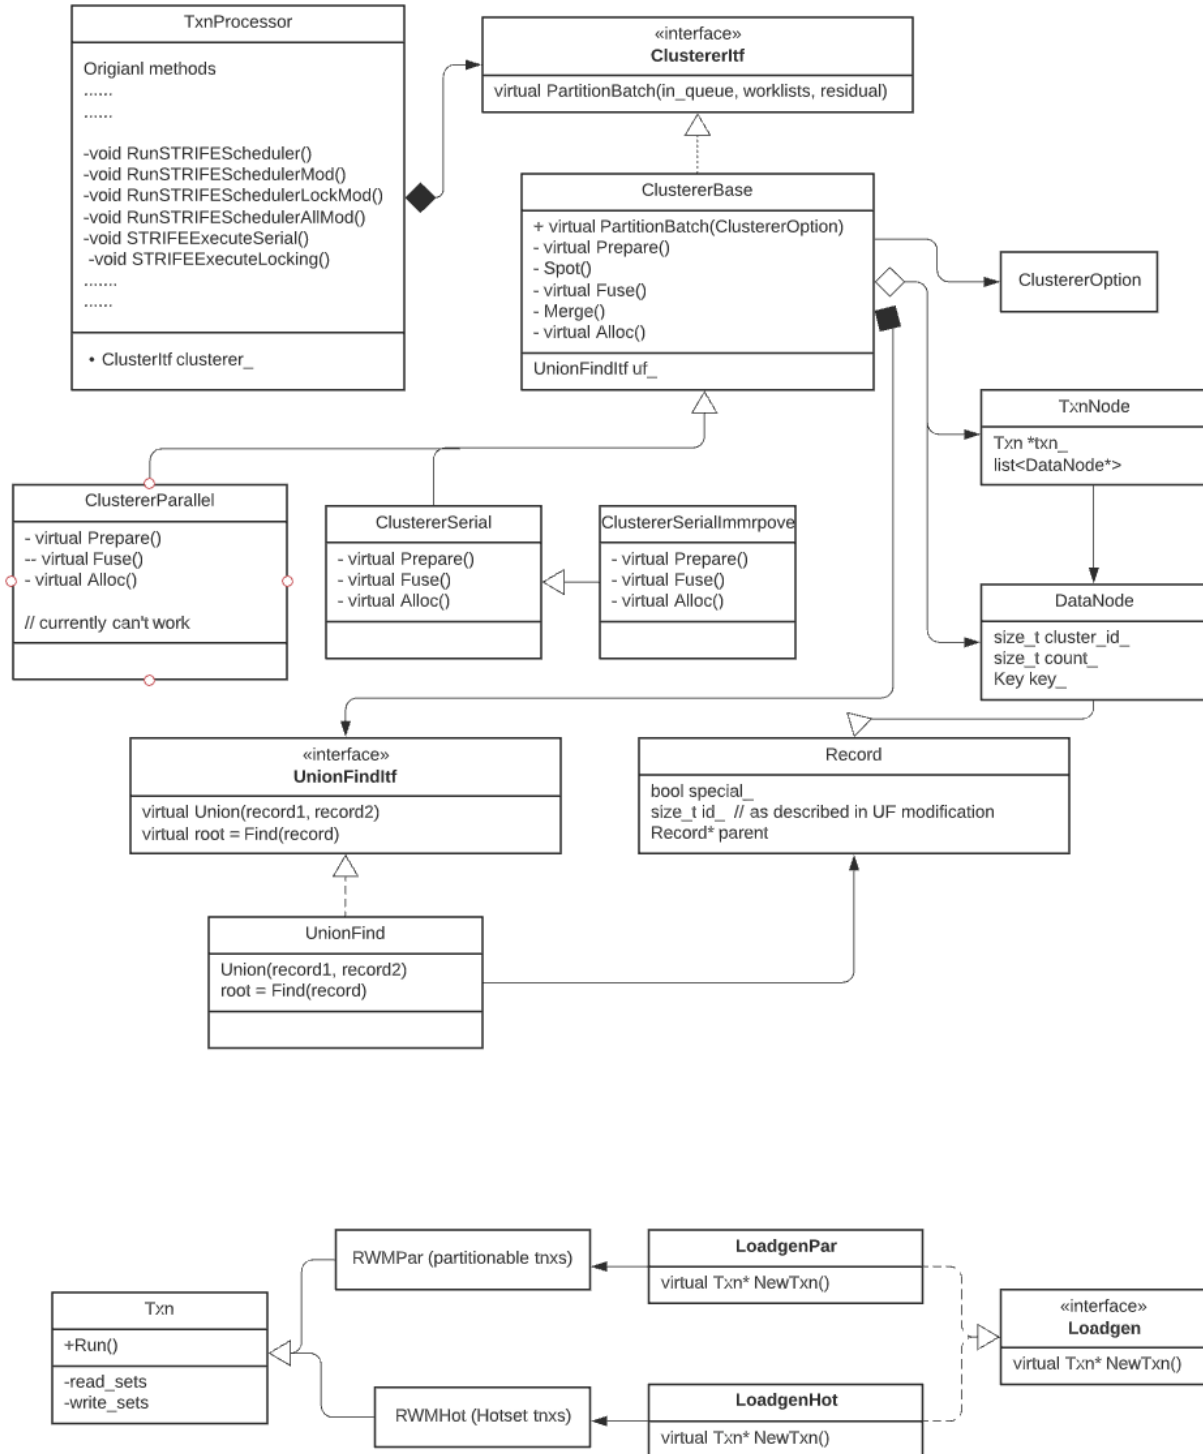 TxnProcessor
Origianl methods
......
......
-void RunSTRIFEScheduler()
-void RunSTRIFESchedulerMod()
-void RunSTRIFESchedulerLockMod()
-void RunSTRIFESchedulerAllMod()
-void STRIFEExecuteSerial()
-void STRIFEExecuteLocking()
.......
......
• ClusterItf clusterer_
«interface»
ClustererItf
virtual PartitionBatch(in_queue, worklists, residual)
ClustererBase
+ virtual PartitionBatch(ClustererOption)
- virtual Prepare()
- Spot()
- virtual Fuse()
- Merge()
- virtual Alloc()
UnionFindItf uf_
ClustererOption
TxnNode
Txn *txn_
list<DataNode*>
ClustererParallel
- virtual Prepare()
-- virtual Fuse()
- virtual Alloc()
// currently can't work
ClustererSerial
- virtual Prepare()
- virtual Fuse()
- virtual Alloc()
ClustererSerialImmrpove
- virtual Prepare()
- virtual Fuse()
- virtual Alloc()
DataNode
size_t cluster_id_
size_t count_
Key key_
«interface»
UnionFindItf
virtual Union(record1, record2)
virtual root = Find(record)
Record
bool special_
size_t id_ // as described in UF modification
Record* parent
UnionFind
Union(record1, record2)
root = Find(record)
RWMPar (partitionable tnxs)
LoadgenPar
virtual Txn* NewTxn()
Txn
+Run()
-read_sets
-write_sets
«interface»
Loadgen
virtual Txn* NewTxn()
RWMHot (Hotset tnxs)
LoadgenHot
virtual Txn* NewTxn()